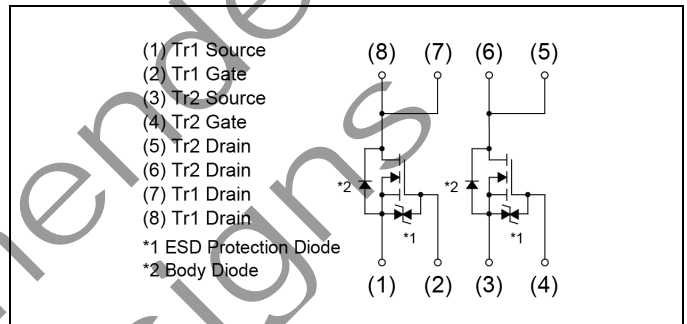 (1) Tr1 Source
(2) Tr1 Gate
(3) Tr2 Source
(4) Tr2 Gate
(5) Tr2 Drain
(6) Tr2 Drain
(7) Tr1 Drain
(8) Tr1 Drain
*1 ESD Protection Diode
*2 Body Diode
(8) (7) (6) (5)
*2 *2
*1 *1
(1) (2) (3) (4)